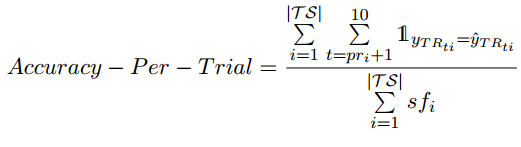 Accuracy − Per − Trial = \frac{\sum_{i=1}^{|\mathcal{TS}|} \sum_{t=pr_i+1}^{10} \mathbb{1}_{y_{TR_{ti}} = \hat{y}_{TR_{ti}}}}{\sum_{i=1}^{|\mathcal{TS}|} sf_i}